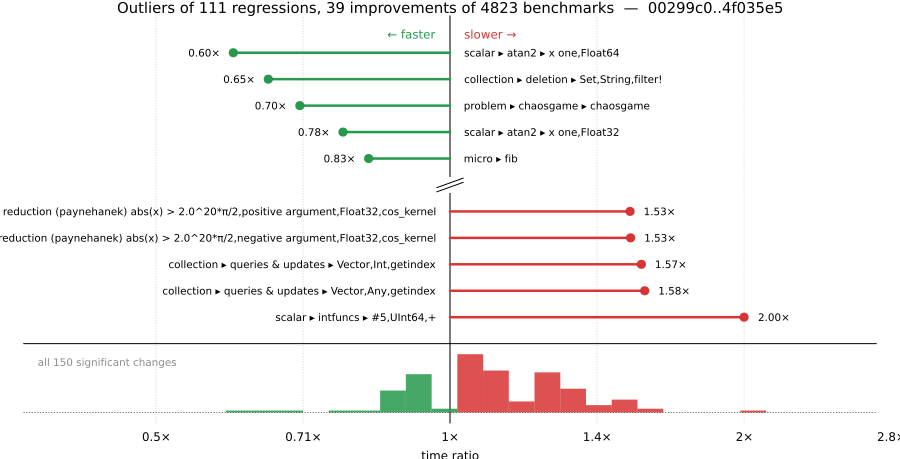 Outliers of 111 regressions, 39 improvements of 4823 benchmarks — 00299c0..4f035e5
← faster slower →
0.60× scalar ▸ atan2 ▸ x one,Float64
0.65× collection ▸ deletion ▸ Set,String,filter!
0.70× problem ▸ chaosgame ▸ chaosgame
0.78× scalar ▸ atan2 ▸ x one,Float32
0.83× micro ▸ fib
reduction (paynehanek) abs(x) > 2.0^20*π/2,positive argument,Float32,cos_kernel 1.53×
reduction (paynehanek) abs(x) > 2.0^20*π/2,negative argument,Float32,cos_kernel 1.53×
collection ▸ queries & updates ▸ Vector,Int,getindex 1.57×
collection ▸ queries & updates ▸ Vector,Any,getindex 1.58×
scalar ▸ intfuncs ▸ #5,UInt64,+ 2.00×
all 150 significant changes
0.5× 0.71× 1× 1.4× 2× 2.8×
time ratio